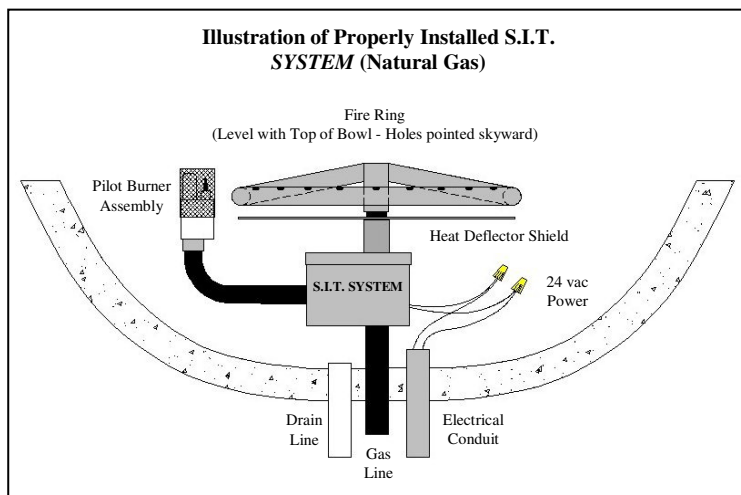 Illustration of Properly Installed S.I.T.
SYSTEM (Natural Gas)
Fire Ring
(Level with Top of Bowl - Holes pointed skyward)
Pilot Burner
Assembly
Heat Deflector Shield
S.I.T. SYSTEM
24 vac
Power
Drain
Line
Gas
Line
Electrical
Conduit